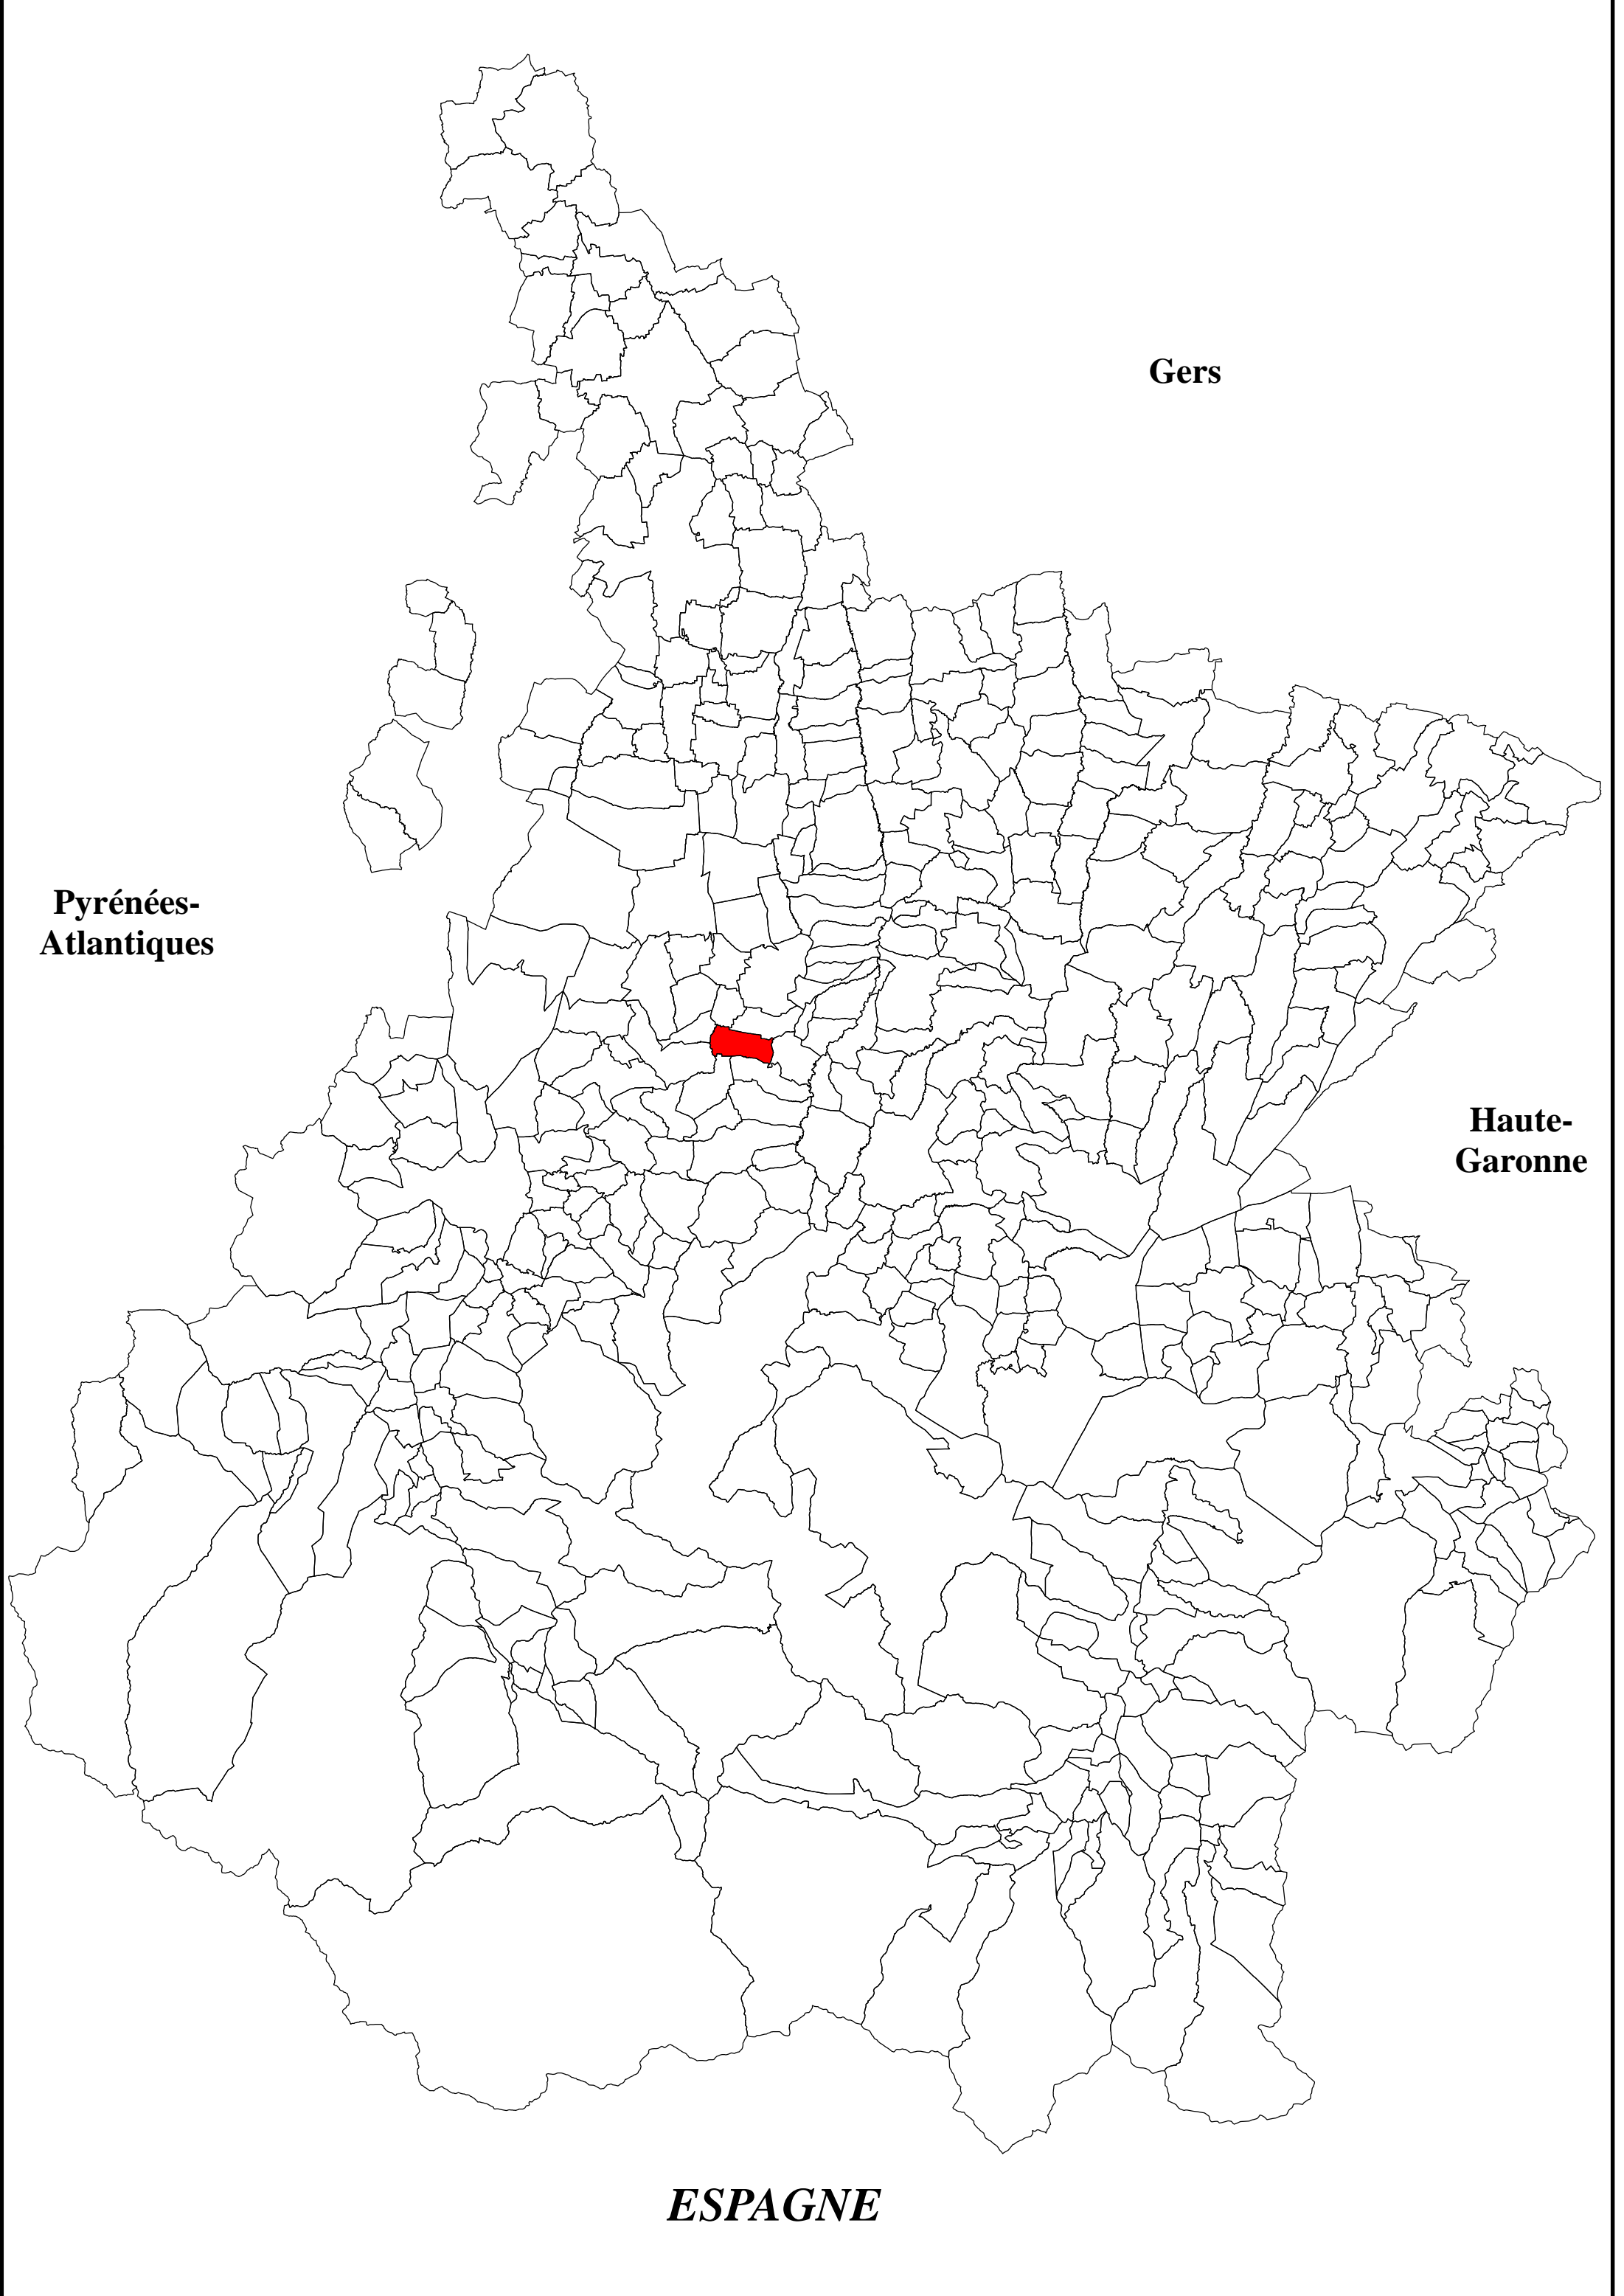 Gers
Pyrénées-
Atlantiques
Haute-
Garonne
ESPAGNE